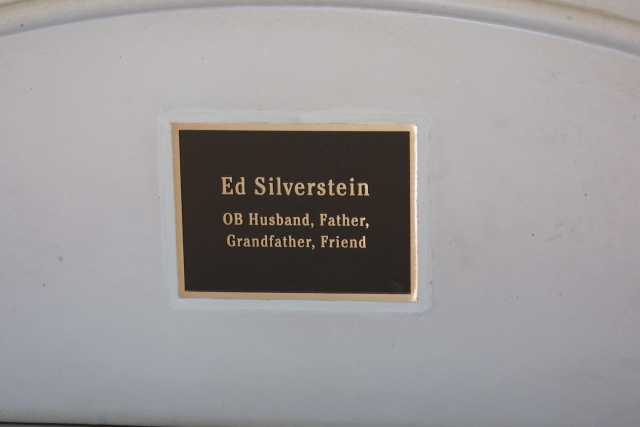 Ed Silverstein
OB Husband, Father,
Grandfather, Friend